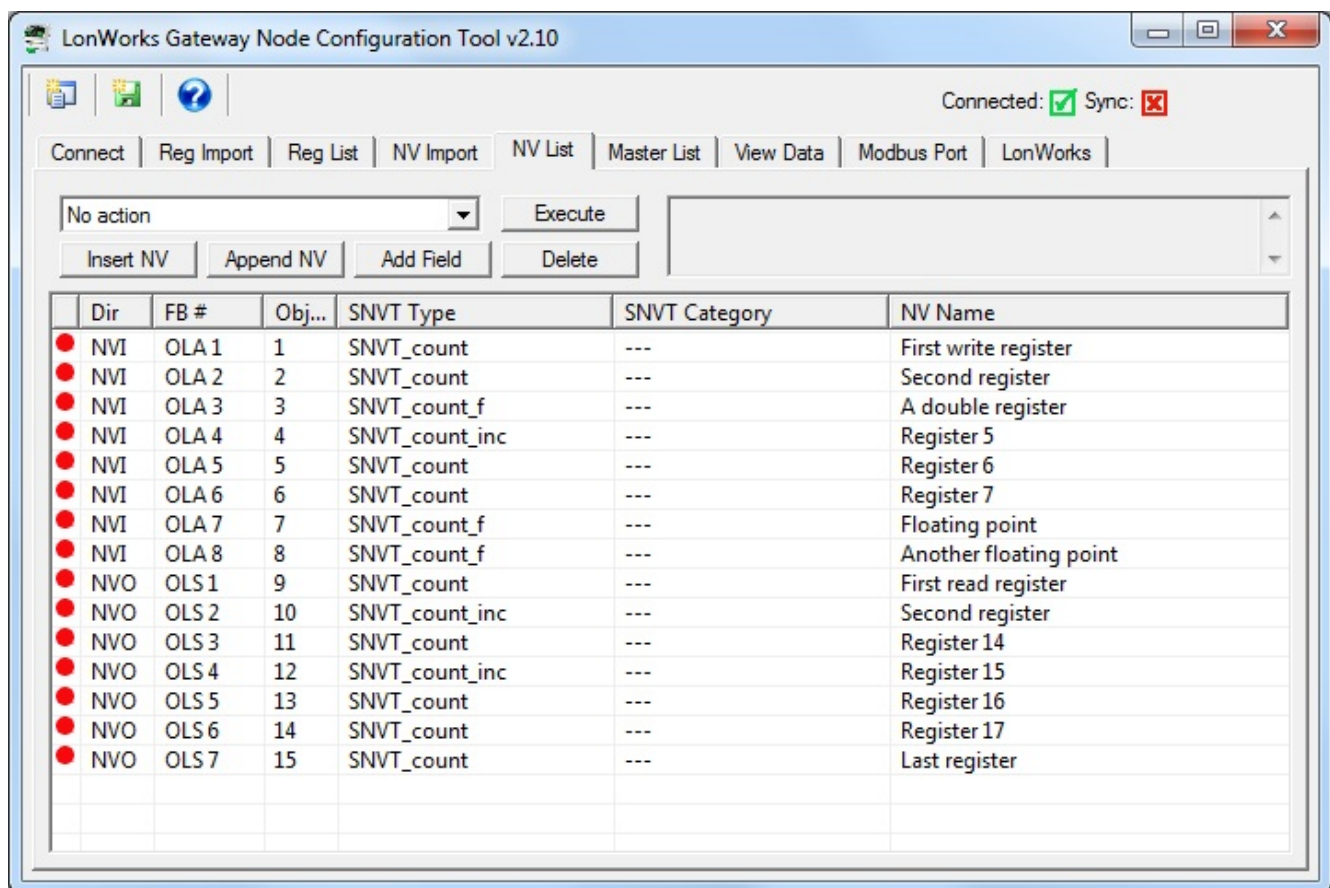 LonWorks Gateway Node Configuration Tool v2.10
Connected: Sync:
Connect Reg Import Reg List NV Import NV List Master List View Data Modbus Port LonWorks
No action Execute
Insert NV Append NV Add Field Delete
Dir FB # Obj... SNVT Type SNVT Category NV Name
NVI OLA 1 1 SNVT_count --- First write register
NVI OLA 2 2 SNVT_count --- Second register
NVI OLA 3 3 SNVT_count_f --- A double register
NVI OLA 4 4 SNVT_count_inc --- Register 5
NVI OLA 5 5 SNVT_count --- Register 6
NVI OLA 6 6 SNVT_count --- Register 7
NVI OLA 7 7 SNVT_count_f --- Floating point
NVI OLA 8 8 SNVT_count_f --- Another floating point
NVO OLS 1 9 SNVT_count --- First read register
NVO OLS 2 10 SNVT_count_inc --- Second register
NVO OLS 3 11 SNVT_count --- Register 14
NVO OLS 4 12 SNVT_count_inc --- Register 15
NVO OLS 5 13 SNVT_count --- Register 16
NVO OLS 6 14 SNVT_count --- Register 17
NVO OLS 7 15 SNVT_count --- Last register